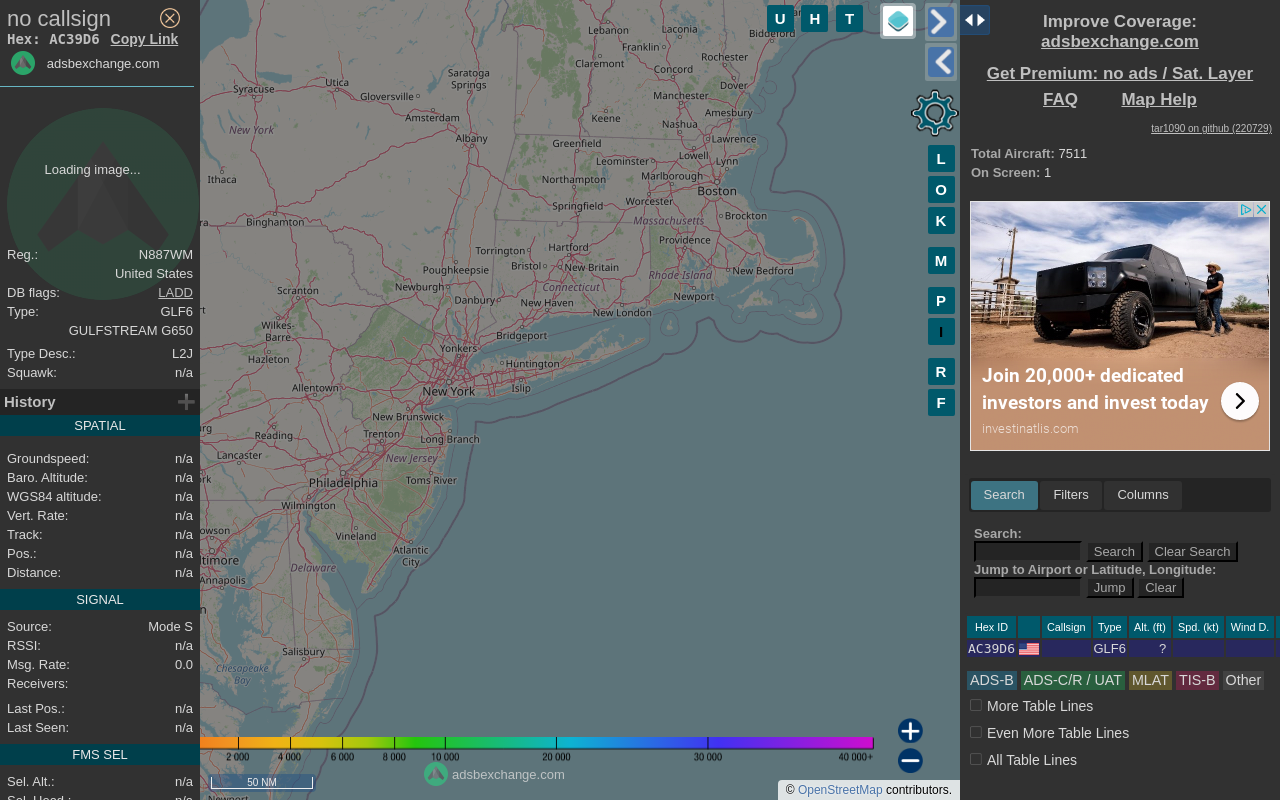 no callsign
Hex: AC39D6 Copy Link
adsbexchange.com
Loading image...
Reg.: N887WM
United States
DB flags: LADD
Type: GLF6
GULFSTREAM G650
Type Desc.: L2J
Squawk: n/a
History
SPATIAL
Groundspeed: n/a
Baro. Altitude: n/a
WGS84 altitude: n/a
Vert. Rate: n/a
Track: n/a
Pos.: n/a
Distance: n/a
SIGNAL
Source: Mode S
RSSI: n/a
Msg. Rate: 0.0
Receivers:
Last Pos.: n/a
Last Seen: n/a
FMS SEL
Sel. Alt.: n/a
Sel. Head.: n/a
U H T
Biddeford
Lebanon
Laconia
Franklin
Rochester
Claremont
Concord
Dover
Saratoga
Springs
Utica
Syracuse
Gloversville
Manchester
Amesbury
Amsterdam
Keene
Nashua
New York
Albany
Lawrence
Greenfield
Lowell
Leominster
Lynn
Ithaca
Northampton
Marlborough
Boston
Worcester
Springfield
Binghamton
ra
Massachusetts
Brockton
Providence
Torrington
Hartford
Bristol
New Britain
Poughkeepsie
New Bedford
Rhode Island
Connecticut
Newburgh
Scranton
Newport
Danbury
New Haven
New London
rt
Wilkes-
Barre
Bridgeport
Yonkers
Hazleton
Huntington
Allentown
New York
Islip
New Brunswick
rg
Reading
Trenton
Long Branch
Lancaster
New Jersey
rk
Philadelphia
Toms River
Wilmington
owson
Vineland
Atlantic
City
ltimore
Delaware
Annapolis
n
Salisbury
Chesapeake
Bay
Newport
L
O
K
M
P
I
R
F
2 000 4 000 6 000 8 000 10 000 20 000 30 000 40 000+
50 NM
adsbexchange.com
© OpenStreetMap contributors.
Improve Coverage:
adsbexchange.com
Get Premium: no ads / Sat. Layer
FAQ Map Help
tar1090 on github (220729)
Total Aircraft: 7511
On Screen: 1
Join 20,000+ dedicated
investors and invest today
investinatlis.com
Search Filters Columns
Search:
Search Clear Search
Jump to Airport or Latitude, Longitude:
Jump Clear
Hex ID Callsign Type Alt. (ft) Spd. (kt) Wind D.
AC39D6 GLF6 ?
ADS-B ADS-C/R / UAT MLAT TIS-B Other
More Table Lines
Even More Table Lines
All Table Lines